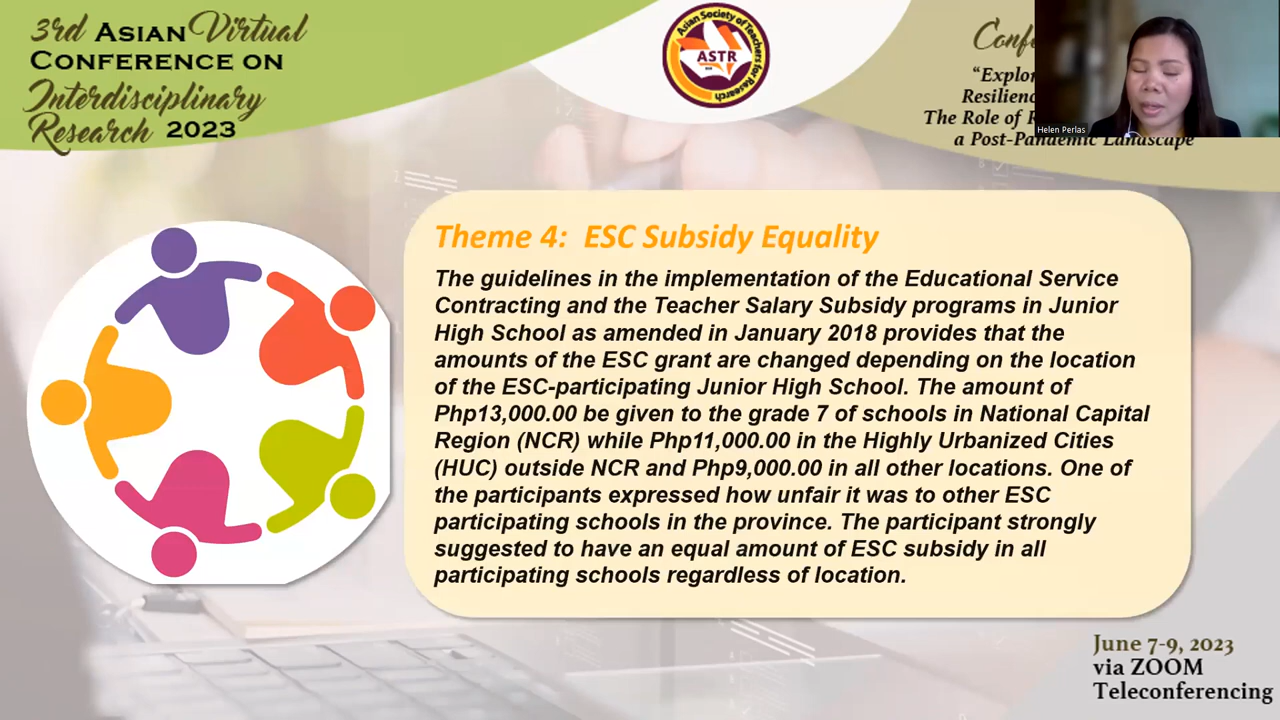 3rd ASIAN Virtual
CONFERENCE ON
Interdisciplinary
Research 2023
Asian Society of
Teachers for Research
ASTR
“Explor
The Role of R
a Post-Pandemic Landscape
Helen Perlas
Theme 4: ESC Subsidy Equality
The guidelines in the implementation of the Educational Service
Contracting and the Teacher Salary Subsidy programs in Junior
High School as amended in January 2018 provides that the
amounts of the ESC grant are changed depending on the location
of the ESC-participating Junior High School. The amount of
Php13,000.00 be given to the grade 7 of schools in National Capital
Region (NCR) while Php11,000.00 in the Highly Urbanized Cities
(HUC) outside NCR and Php9,000.00 in all other locations. One of
the participants expressed how unfair it was to other ESC
participating schools in the province. The participant strongly
suggested to have an equal amount of ESC subsidy in all
participating schools regardless of location.
June 7-9, 2023
via ZOOM
Teleconferencing